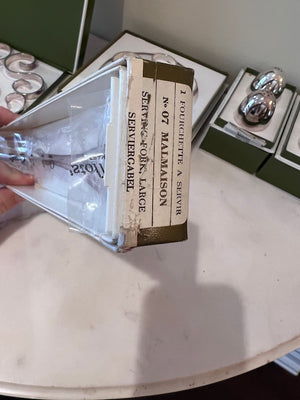 1 FOURCHETTE A SERVIR
Nº 07 MALMAISON
SERVING FORK, LARGE
SERVIERGABEL